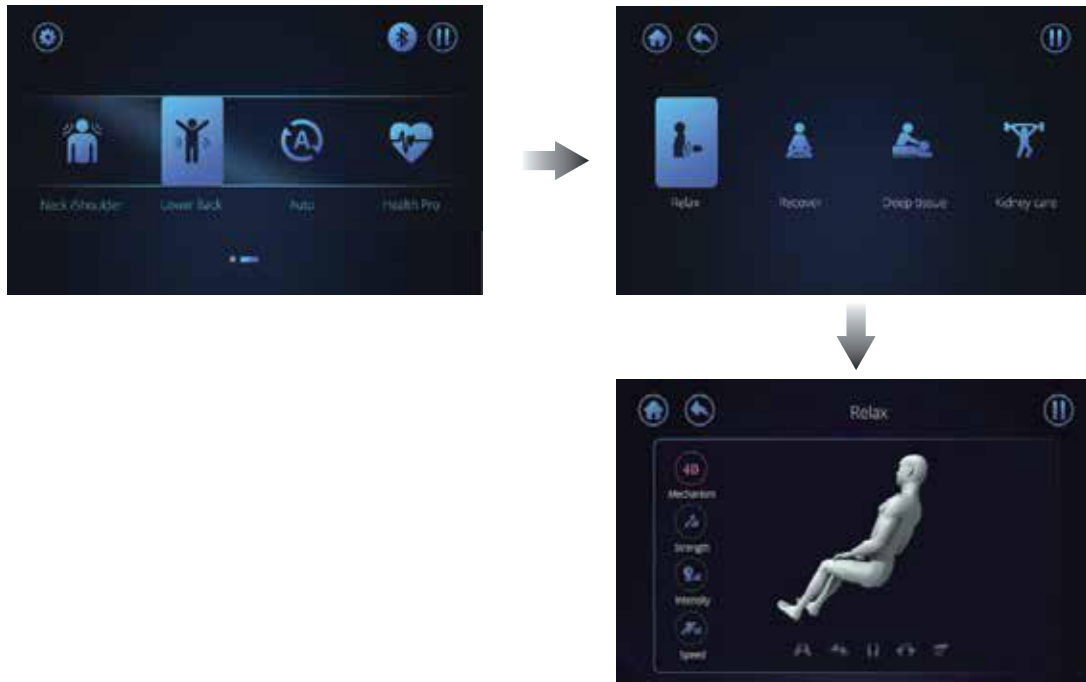 Neck /Shoulder
Lower Back
Auto
Health Pro
Relax
Recover
Deep tissue
Kidney care
Relax
4D
Mechanism
Strength
Intensity
Speed